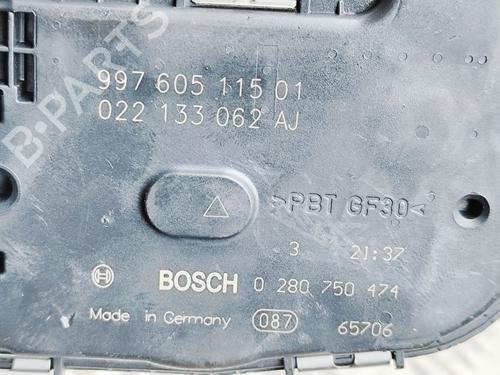 B-PARTS
997 605 115 01
022 133 062 AJ
>PBT GF30<
3 21:37
BOSCH 0 280 750 474
Made in Germany 087 65706